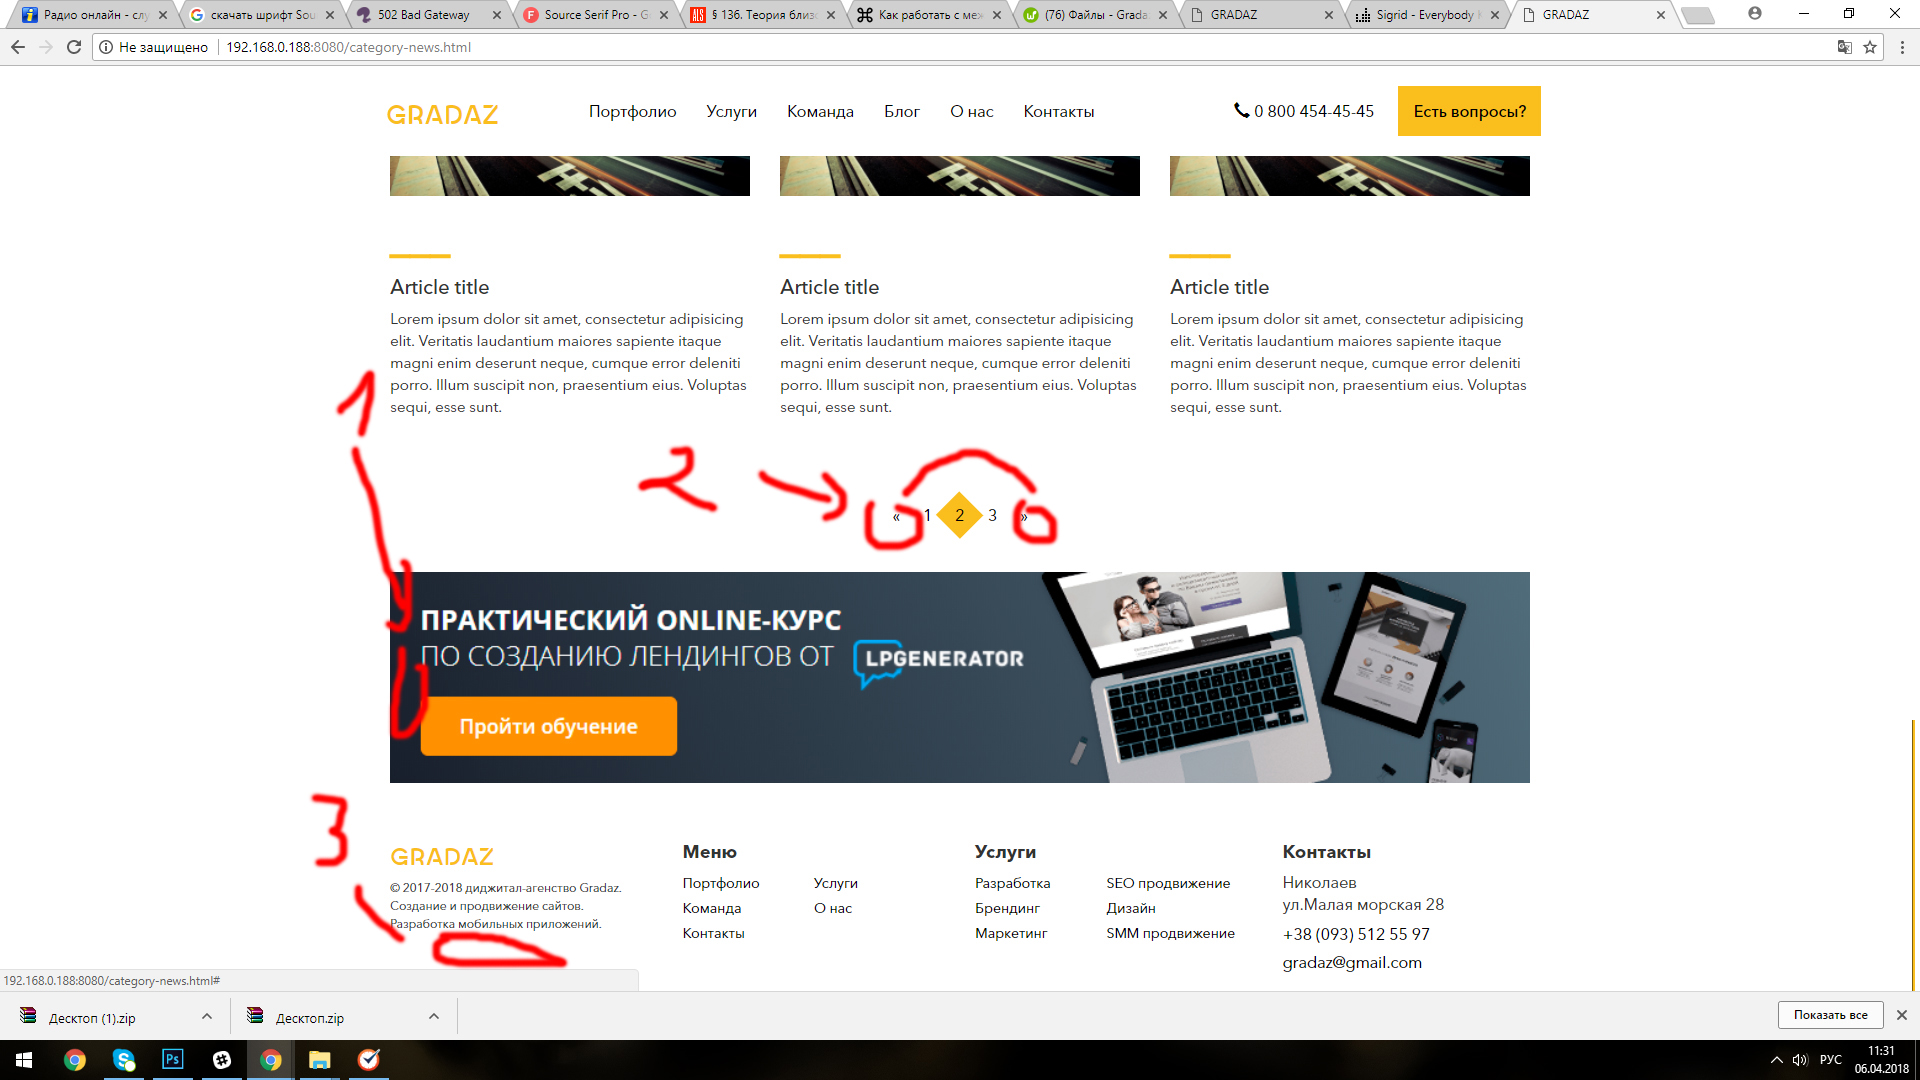 Радио онлайн - слу
скачать шрифт Sou
502 Bad Gateway
Source Serif Pro - G
§ 136. Теория близо
Как работать с меж
(76) Файлы - Grada
GRADAZ
Sigrid - Everybody
GRADAZ
Не защищено
192.168.0.188:8080/category-news.html
GRADAZ
Портфолио
Услуги
Команда
Блог
О нас
Контакты
0 800 454-45-45
Есть вопросы?
Article title
Lorem ipsum dolor sit amet, consectetur adipisicing
elit. Veritatis laudantium maiores sapiente itaque
magni enim deserunt neque, cumque error deleniti
porro. Illum suscipit non, praesentium eius. Voluptas
sequi, esse sunt.
Article title
Lorem ipsum dolor sit amet, consectetur adipisicing
elit. Veritatis laudantium maiores sapiente itaque
magni enim deserunt neque, cumque error deleniti
porro. Illum suscipit non, praesentium eius. Voluptas
sequi, esse sunt.
Article title
Lorem ipsum dolor sit amet, consectetur adipisicing
elit. Veritatis laudantium maiores sapiente itaque
magni enim deserunt neque, cumque error deleniti
porro. Illum suscipit non, praesentium eius. Voluptas
sequi, esse sunt.
1
2
« 1 2 3 »
ПРАКТИЧЕСКИЙ ONLINE-КУРС
ПО СОЗДАНИЮ ЛЕНДИНГОВ ОТ LPGENERATOR
Пройти обучение
3
GRADAZ
© 2017-2018 диджитал-агенство Gradaz.
Создание и продвижение сайтов.
Разработка мобильных приложений.
Меню
Портфолио
Команда
Контакты
Услуги
О нас
Услуги
Разработка
Брендинг
Маркетинг
SEO продвижение
Дизайн
SMM продвижение
Контакты
Николаев
ул.Малая морская 28
+38 (093) 512 55 97
gradaz@gmail.com
192.168.0.188:8080/category-news.html#
Десктоп (1).zip
Десктоп.zip
Показать все
Ps
РУС
11:31
06.04.2018